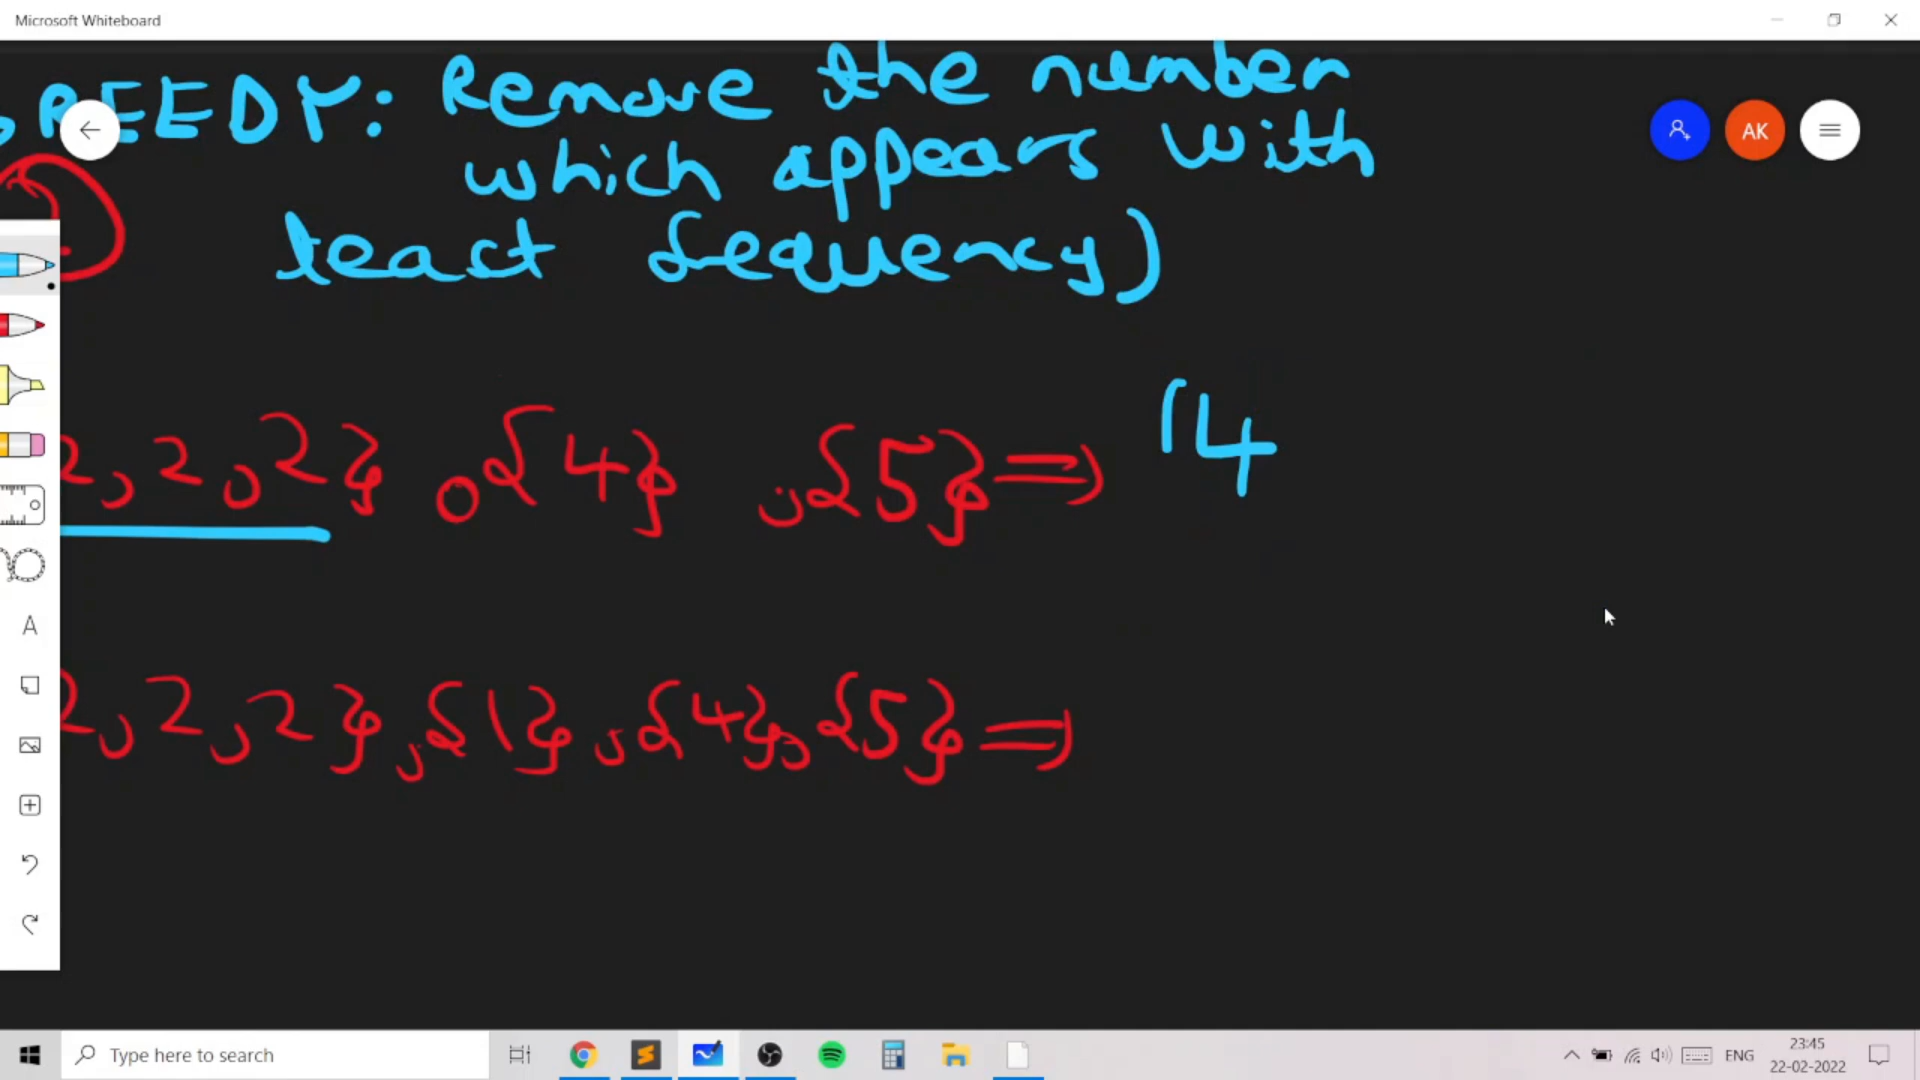 Microsoft Whiteboard
REEDY: Remove the number
which appears with
least frequency)
AK
2, 2, 2} , {4} , {5} => 14
A
2, 2, 2}, {1}, {4}, {5} =>
Type here to search
ENG
23:45
22-02-2022